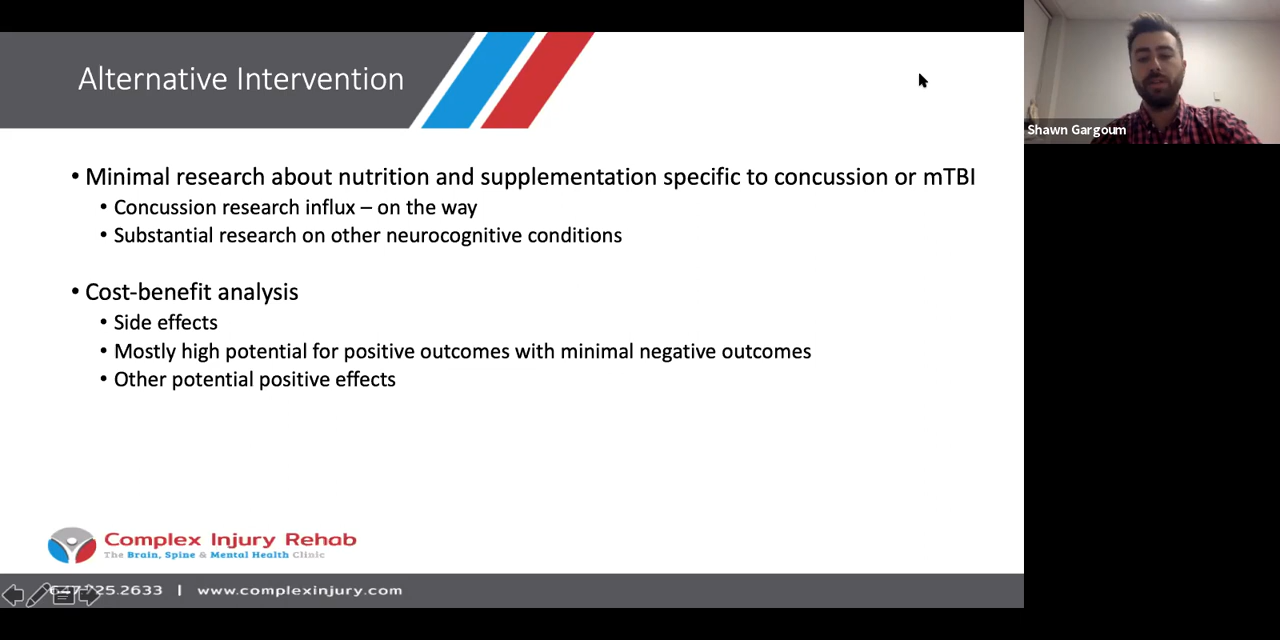 Alternative Intervention
Shawn Gargoum
• Minimal research about nutrition and supplementation specific to concussion or mTBI
• Concussion research influx – on the way
• Substantial research on other neurocognitive conditions
• Cost-benefit analysis
• Side effects
• Mostly high potential for positive outcomes with minimal negative outcomes
• Other potential positive effects
Complex Injury Rehab
The Brain, Spine & Mental Health Clinic
| www.complexinjury.com